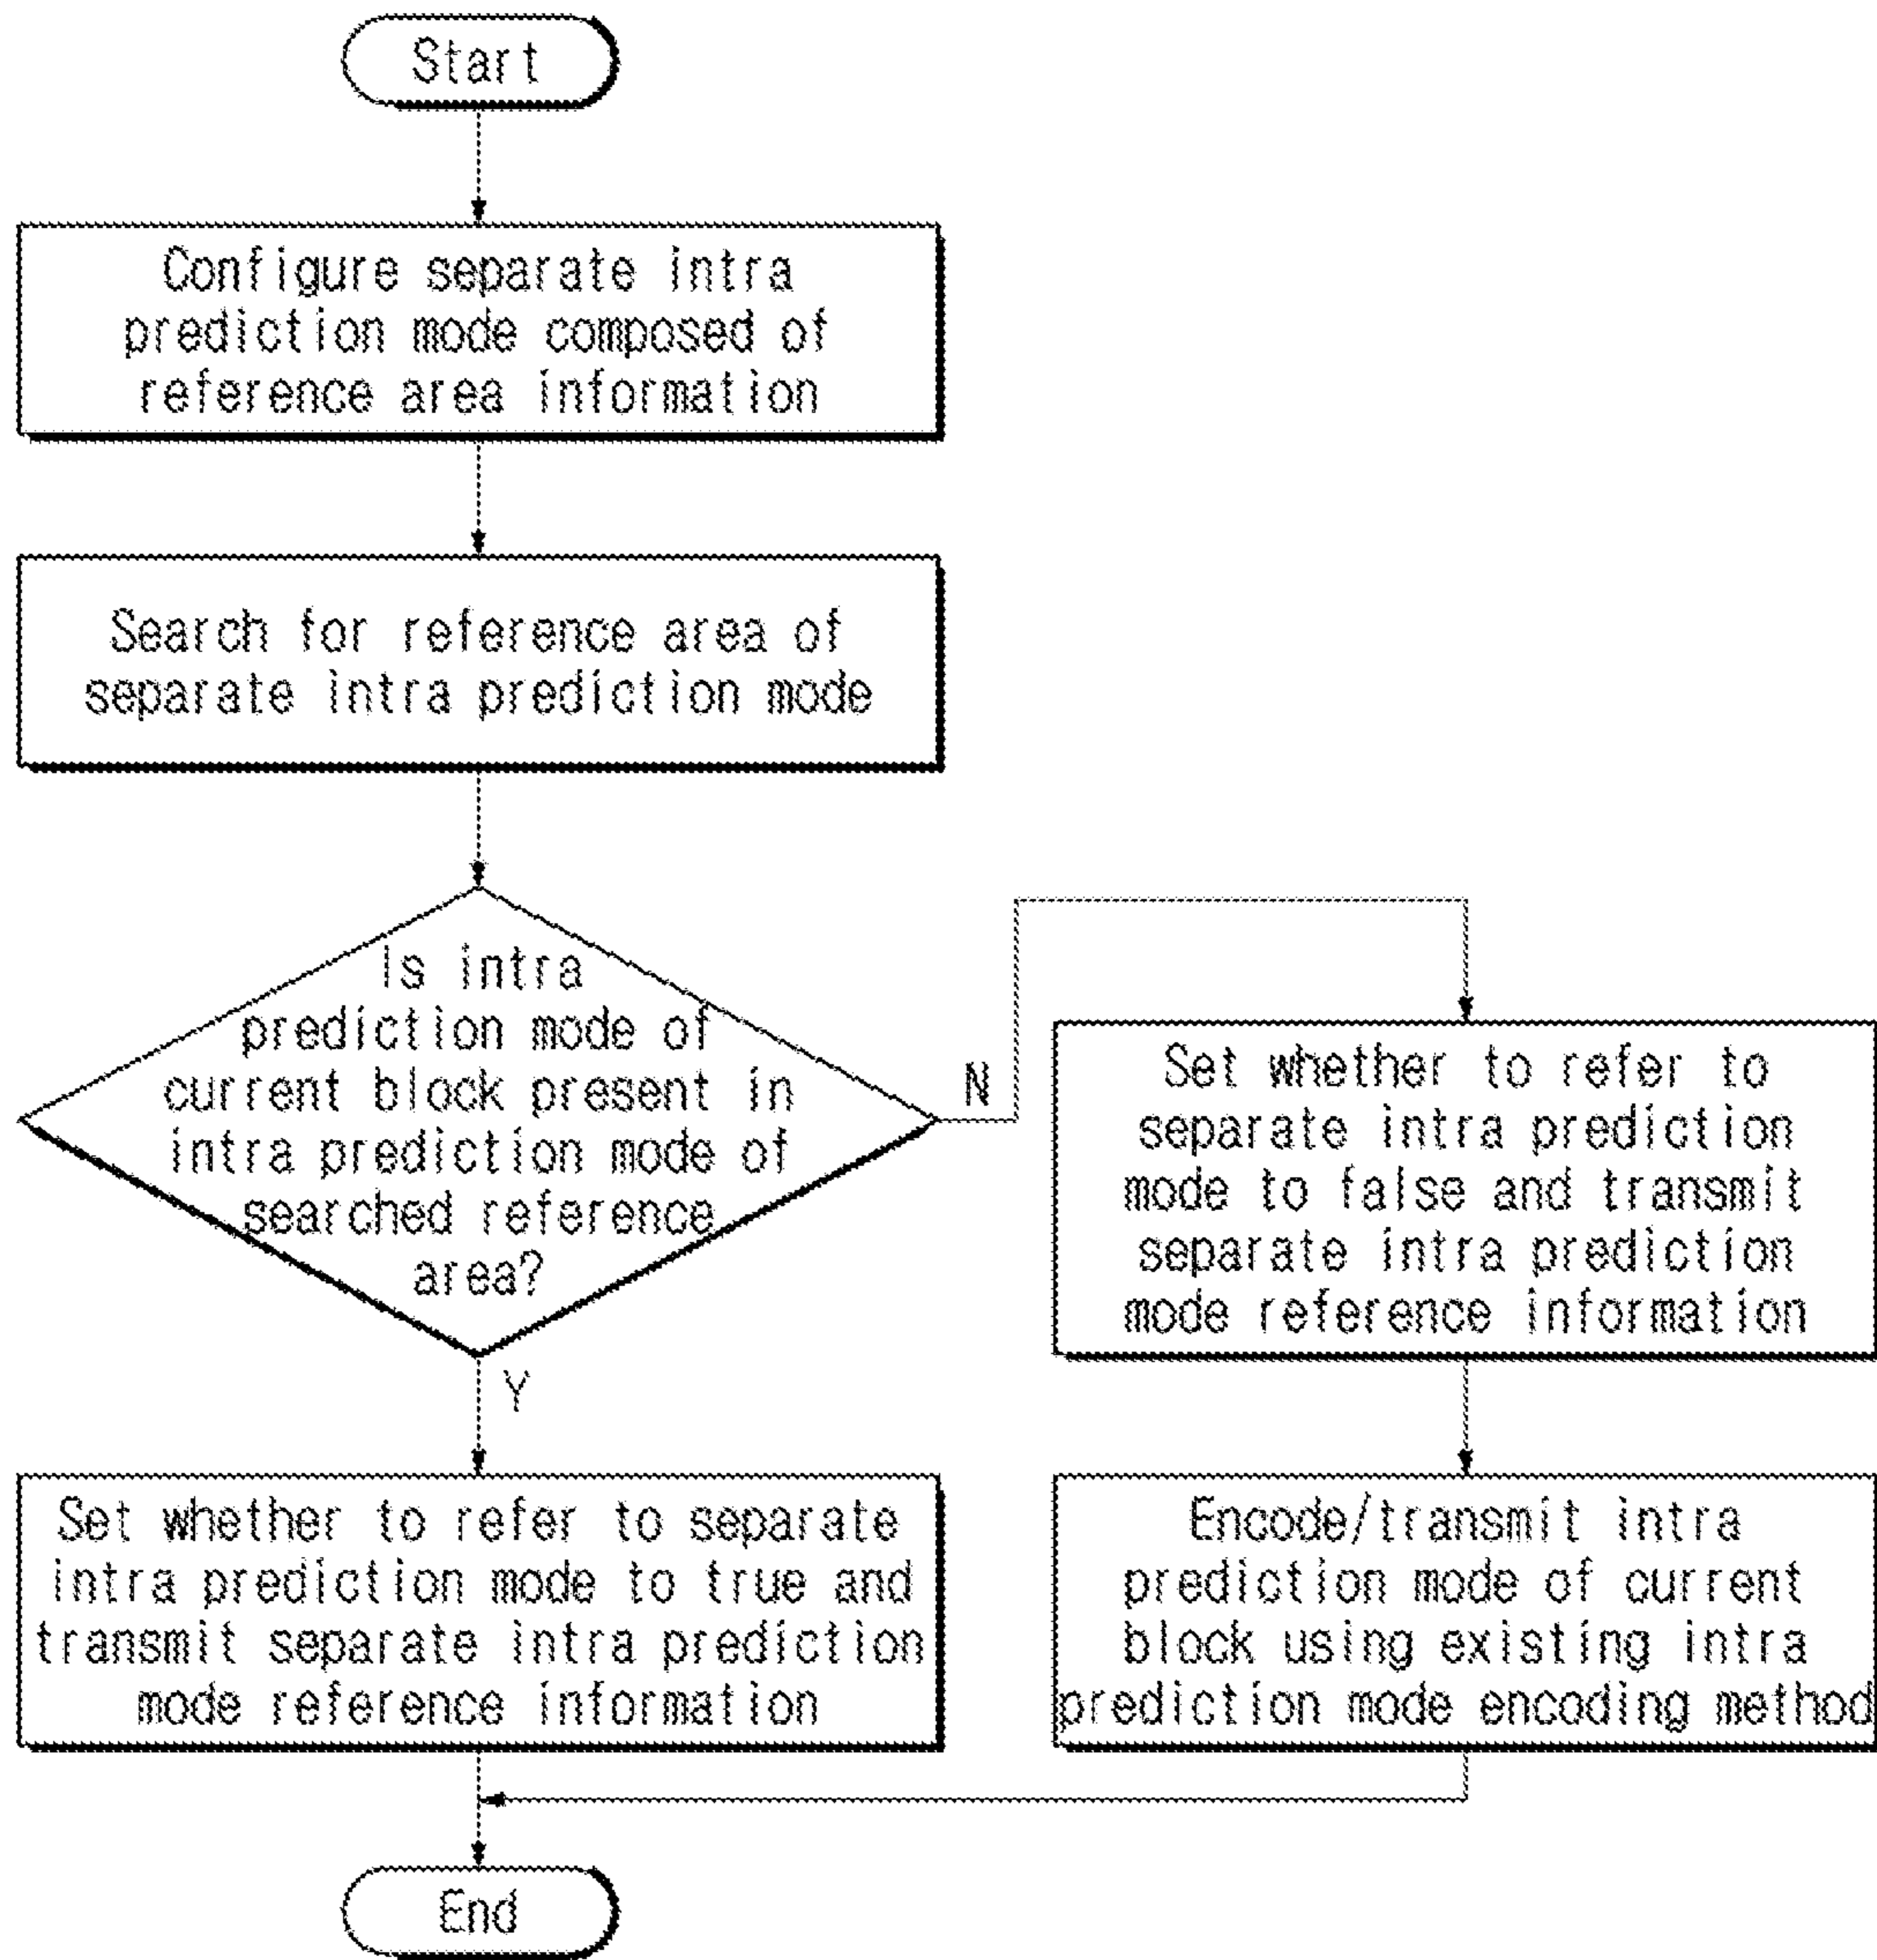 Start
Configure separate intra
prediction mode composed of
reference area information
Search for reference area of
separate intra prediction mode
Is intra
prediction mode of
current block present in
intra prediction mode of
searched reference
area?
N
Set whether to refer to
separate intra prediction
mode to false and transmit
separate intra prediction
mode reference information
Y
Set whether to refer to separate
intra prediction mode to true and
transmit separate intra prediction
mode reference information
Encode/transmit intra
prediction mode of current
block using existing intra
prediction mode encoding method
End